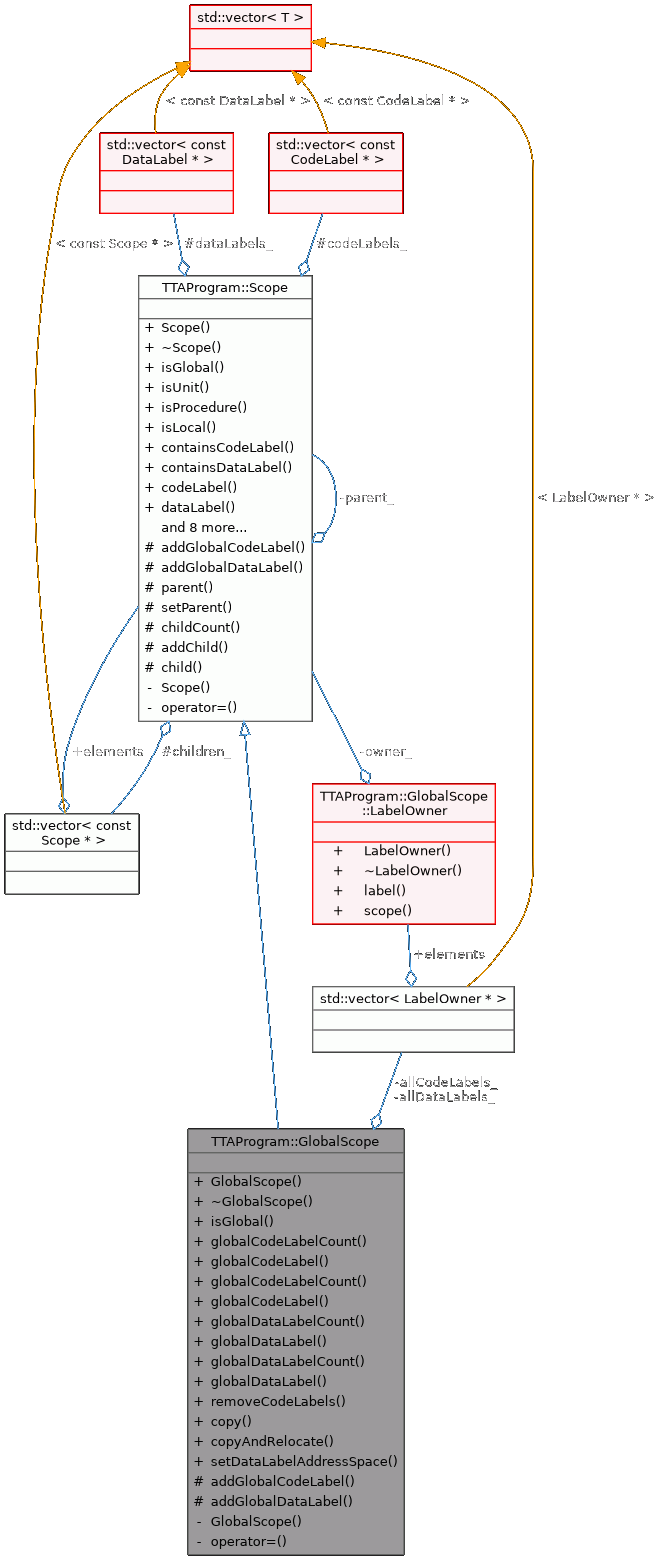 std::vector< T >
< const DataLabel * >
< const CodeLabel * >
std::vector< const
DataLabel * >
std::vector< const
CodeLabel * >
< const Scope * >
#dataLabels_
#codeLabels_
TTAProgram::Scope
+ Scope()
+ ~Scope()
+ isGlobal()
+ isUnit()
+ isProcedure()
+ isLocal()
+ containsCodeLabel()
+ containsDataLabel()
+ codeLabel()
+ dataLabel()
and 8 more...
# addGlobalCodeLabel()
# addGlobalDataLabel()
# parent()
# setParent()
# childCount()
# addChild()
# child()
- Scope()
- operator=()
-parent_
< LabelOwner * >
+elements
#children_
-owner_
std::vector< const
Scope * >
TTAProgram::GlobalScope
::LabelOwner
+ LabelOwner()
+ ~LabelOwner()
+ label()
+ scope()
+elements
std::vector< LabelOwner * >
-allCodeLabels_
-allDataLabels_
TTAProgram::GlobalScope
+ GlobalScope()
+ ~GlobalScope()
+ isGlobal()
+ globalCodeLabelCount()
+ globalCodeLabel()
+ globalCodeLabelCount()
+ globalCodeLabel()
+ globalDataLabelCount()
+ globalDataLabel()
+ globalDataLabelCount()
+ globalDataLabel()
+ removeCodeLabels()
+ copy()
+ copyAndRelocate()
+ setDataLabelAddressSpace()
# addGlobalCodeLabel()
# addGlobalDataLabel()
- GlobalScope()
- operator=()